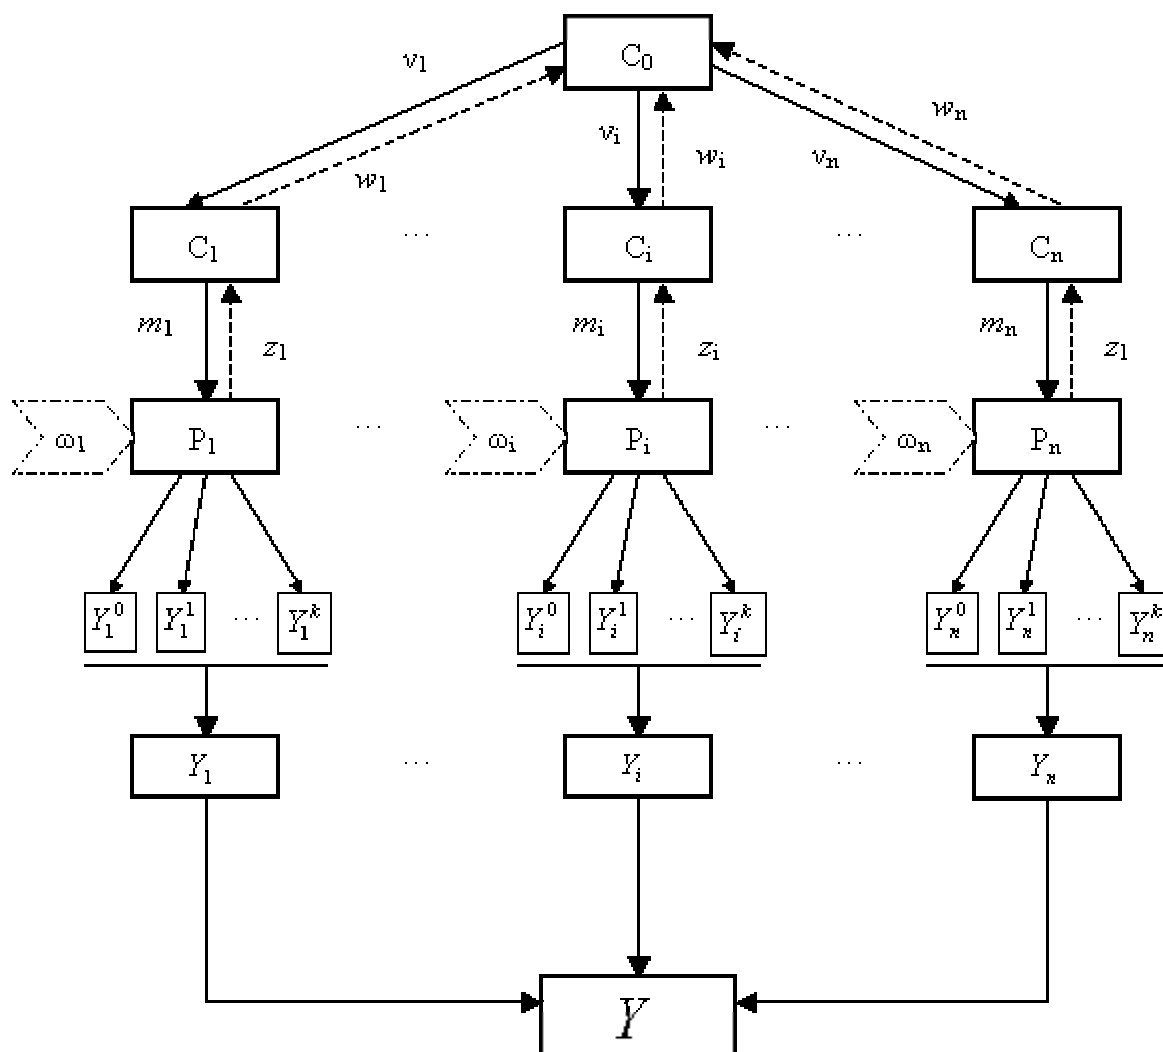 C₀
v₁ wₙ
vᵢ wᵢ vₙ
w₁
C₁ ... Cᵢ ... Cₙ
m₁ z₁ mᵢ zᵢ mₙ z₁
ω₁ P₁ ... ωᵢ Pᵢ ... ωₙ Pₙ
Y₁⁰ Y₁¹ ... Y₁ᵏ Yᵢ⁰ Yᵢ¹ ... Yᵢᵏ Yₙ⁰ Yₙ¹ ... Yₙᵏ
Y₁ ... Yᵢ ... Yₙ
Y